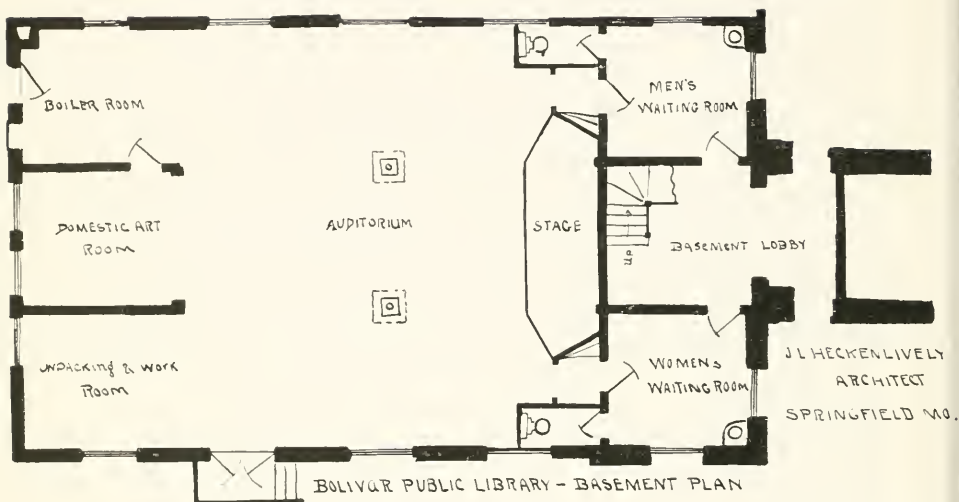 BOILER ROOM
MEN'S
WAITING ROOM
DOMESTIC ART
ROOM
AUDITORIUM
STAGE
UP
BASEMENT LOBBY
UNPACKING & WORK
ROOM
WOMENS
WAITING ROOM
J L HECKENLIVELY
ARCHITECT
SPRINGFIELD MO.
BOLIVAR PUBLIC LIBRARY - BASEMENT PLAN